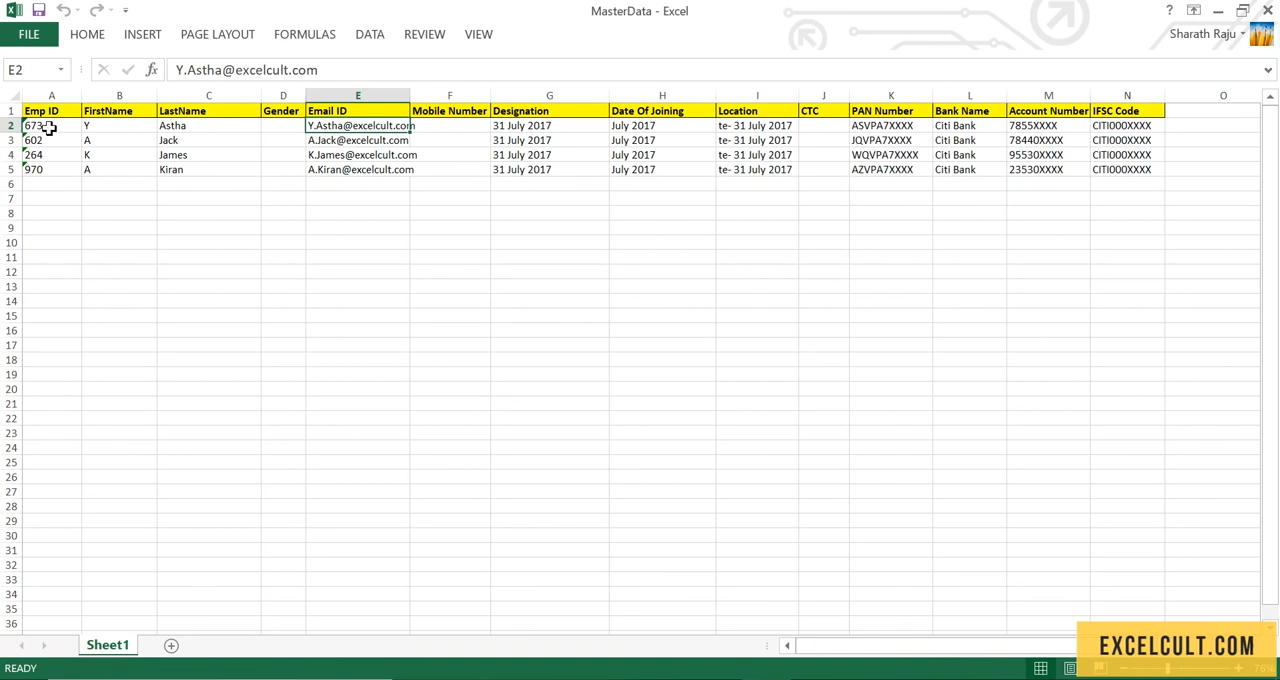 MasterData - Excel
?
FILE HOME INSERT PAGE LAYOUT FORMULAS DATA REVIEW VIEW Sharath Raju
E2 fx Y.Astha@excelcult.com
A B C D E F G H I J K L M N O
1 Emp ID FirstName LastName Gender Email ID Mobile Number Designation Date Of Joining Location CTC PAN Number Bank Name Account Number IFSC Code
2 673 Y Astha Y.Astha@excelcult.com 31 July 2017 July 2017 te- 31 July 2017 ASVPA7XXXX Citi Bank 7855XXXX CITI000XXXX
3 602 A Jack A.Jack@excelcult.com 31 July 2017 July 2017 te- 31 July 2017 JQVPA7XXXX Citi Bank 78440XXXX CITI000XXXX
4 264 K James K.James@excelcult.com 31 July 2017 July 2017 te- 31 July 2017 WQVPA7XXXX Citi Bank 95530XXXX CITI000XXXX
5 970 A Kiran A.Kiran@excelcult.com 31 July 2017 July 2017 te- 31 July 2017 AZVPA7XXXX Citi Bank 23530XXXX CITI000XXXX
6
7
8
9
10
11
12
13
14
15
16
17
18
19
20
21
22
23
24
25
26
27
28
29
30
31
32
33
34
35
36
Sheet1
EXCELCULT.COM
READY 76%